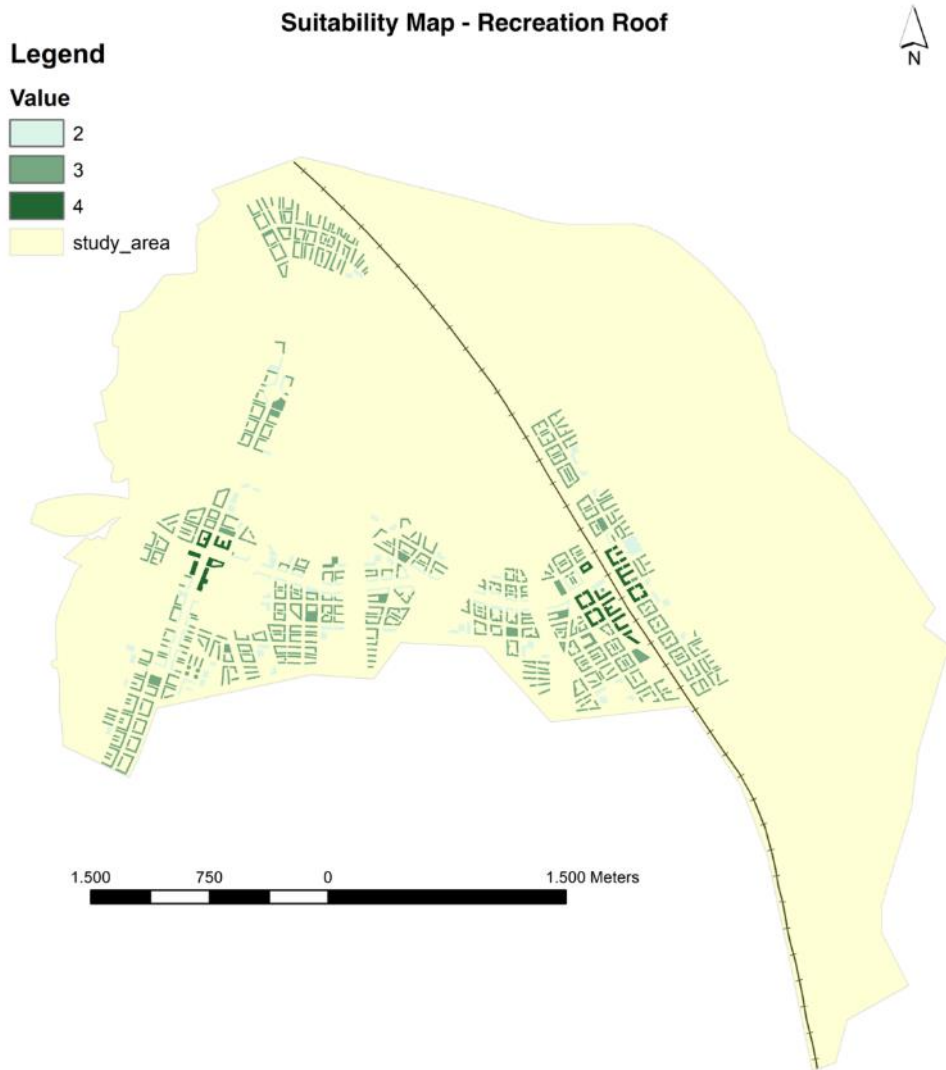 Suitability Map - Recreation Roof
N
Legend
Value
2
3
4
study_area
1.500 750 0 1.500 Meters